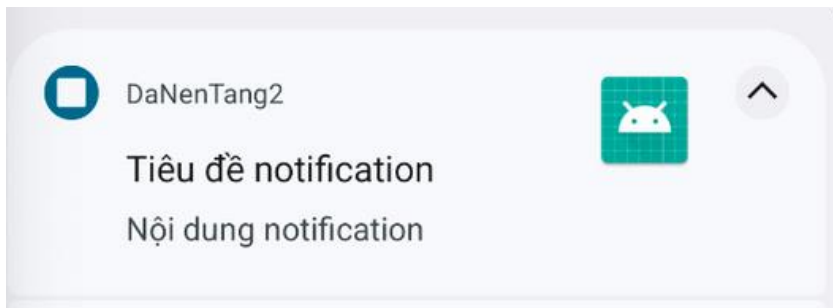 DaNenTang2
Tiêu đề notification
Nội dung notification